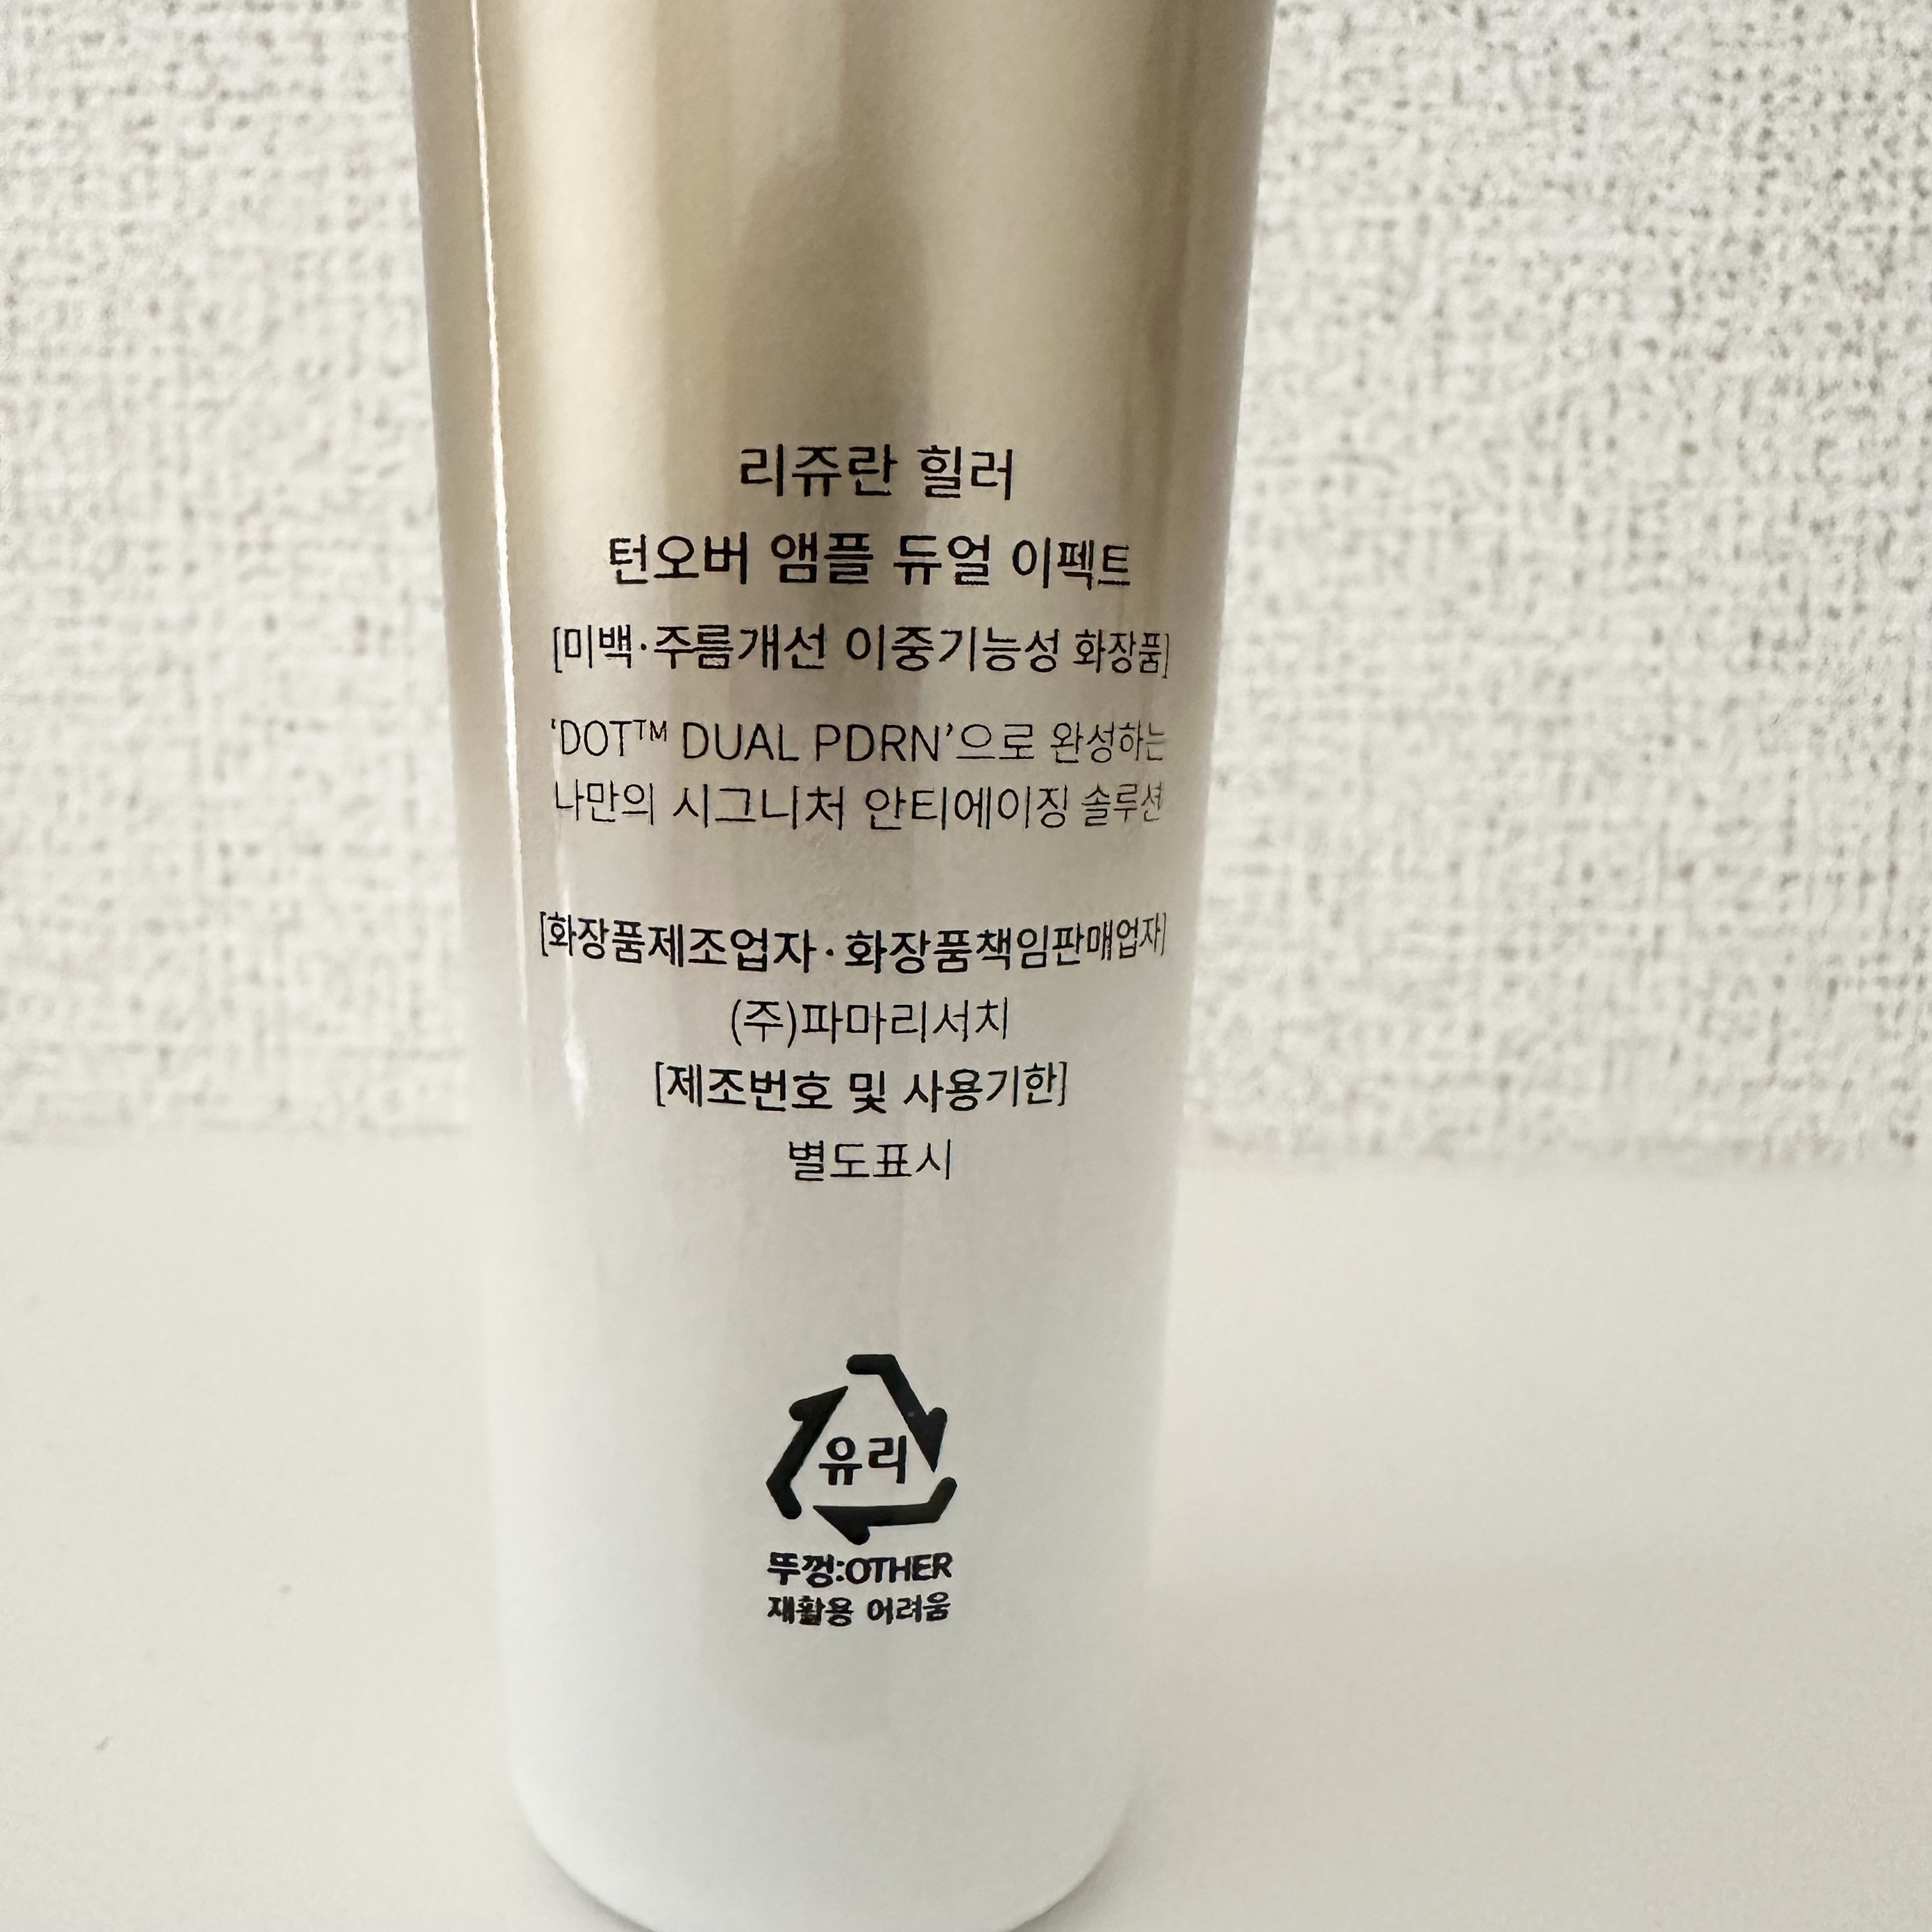 리쥬란 힐러
턴오버 앰플 듀얼 이펙트
[미백·주름개선 이중기능성 화장품]
‘DOT™ DUAL PDRN’으로 완성하는
나만의 시그니처 안티에이징 솔루션
[화장품제조업자·화장품책임판매업자]
(주)파마리서치
[제조번호 및 사용기한]
별도표시
유리
뚜껑:OTHER
재활용 어려움